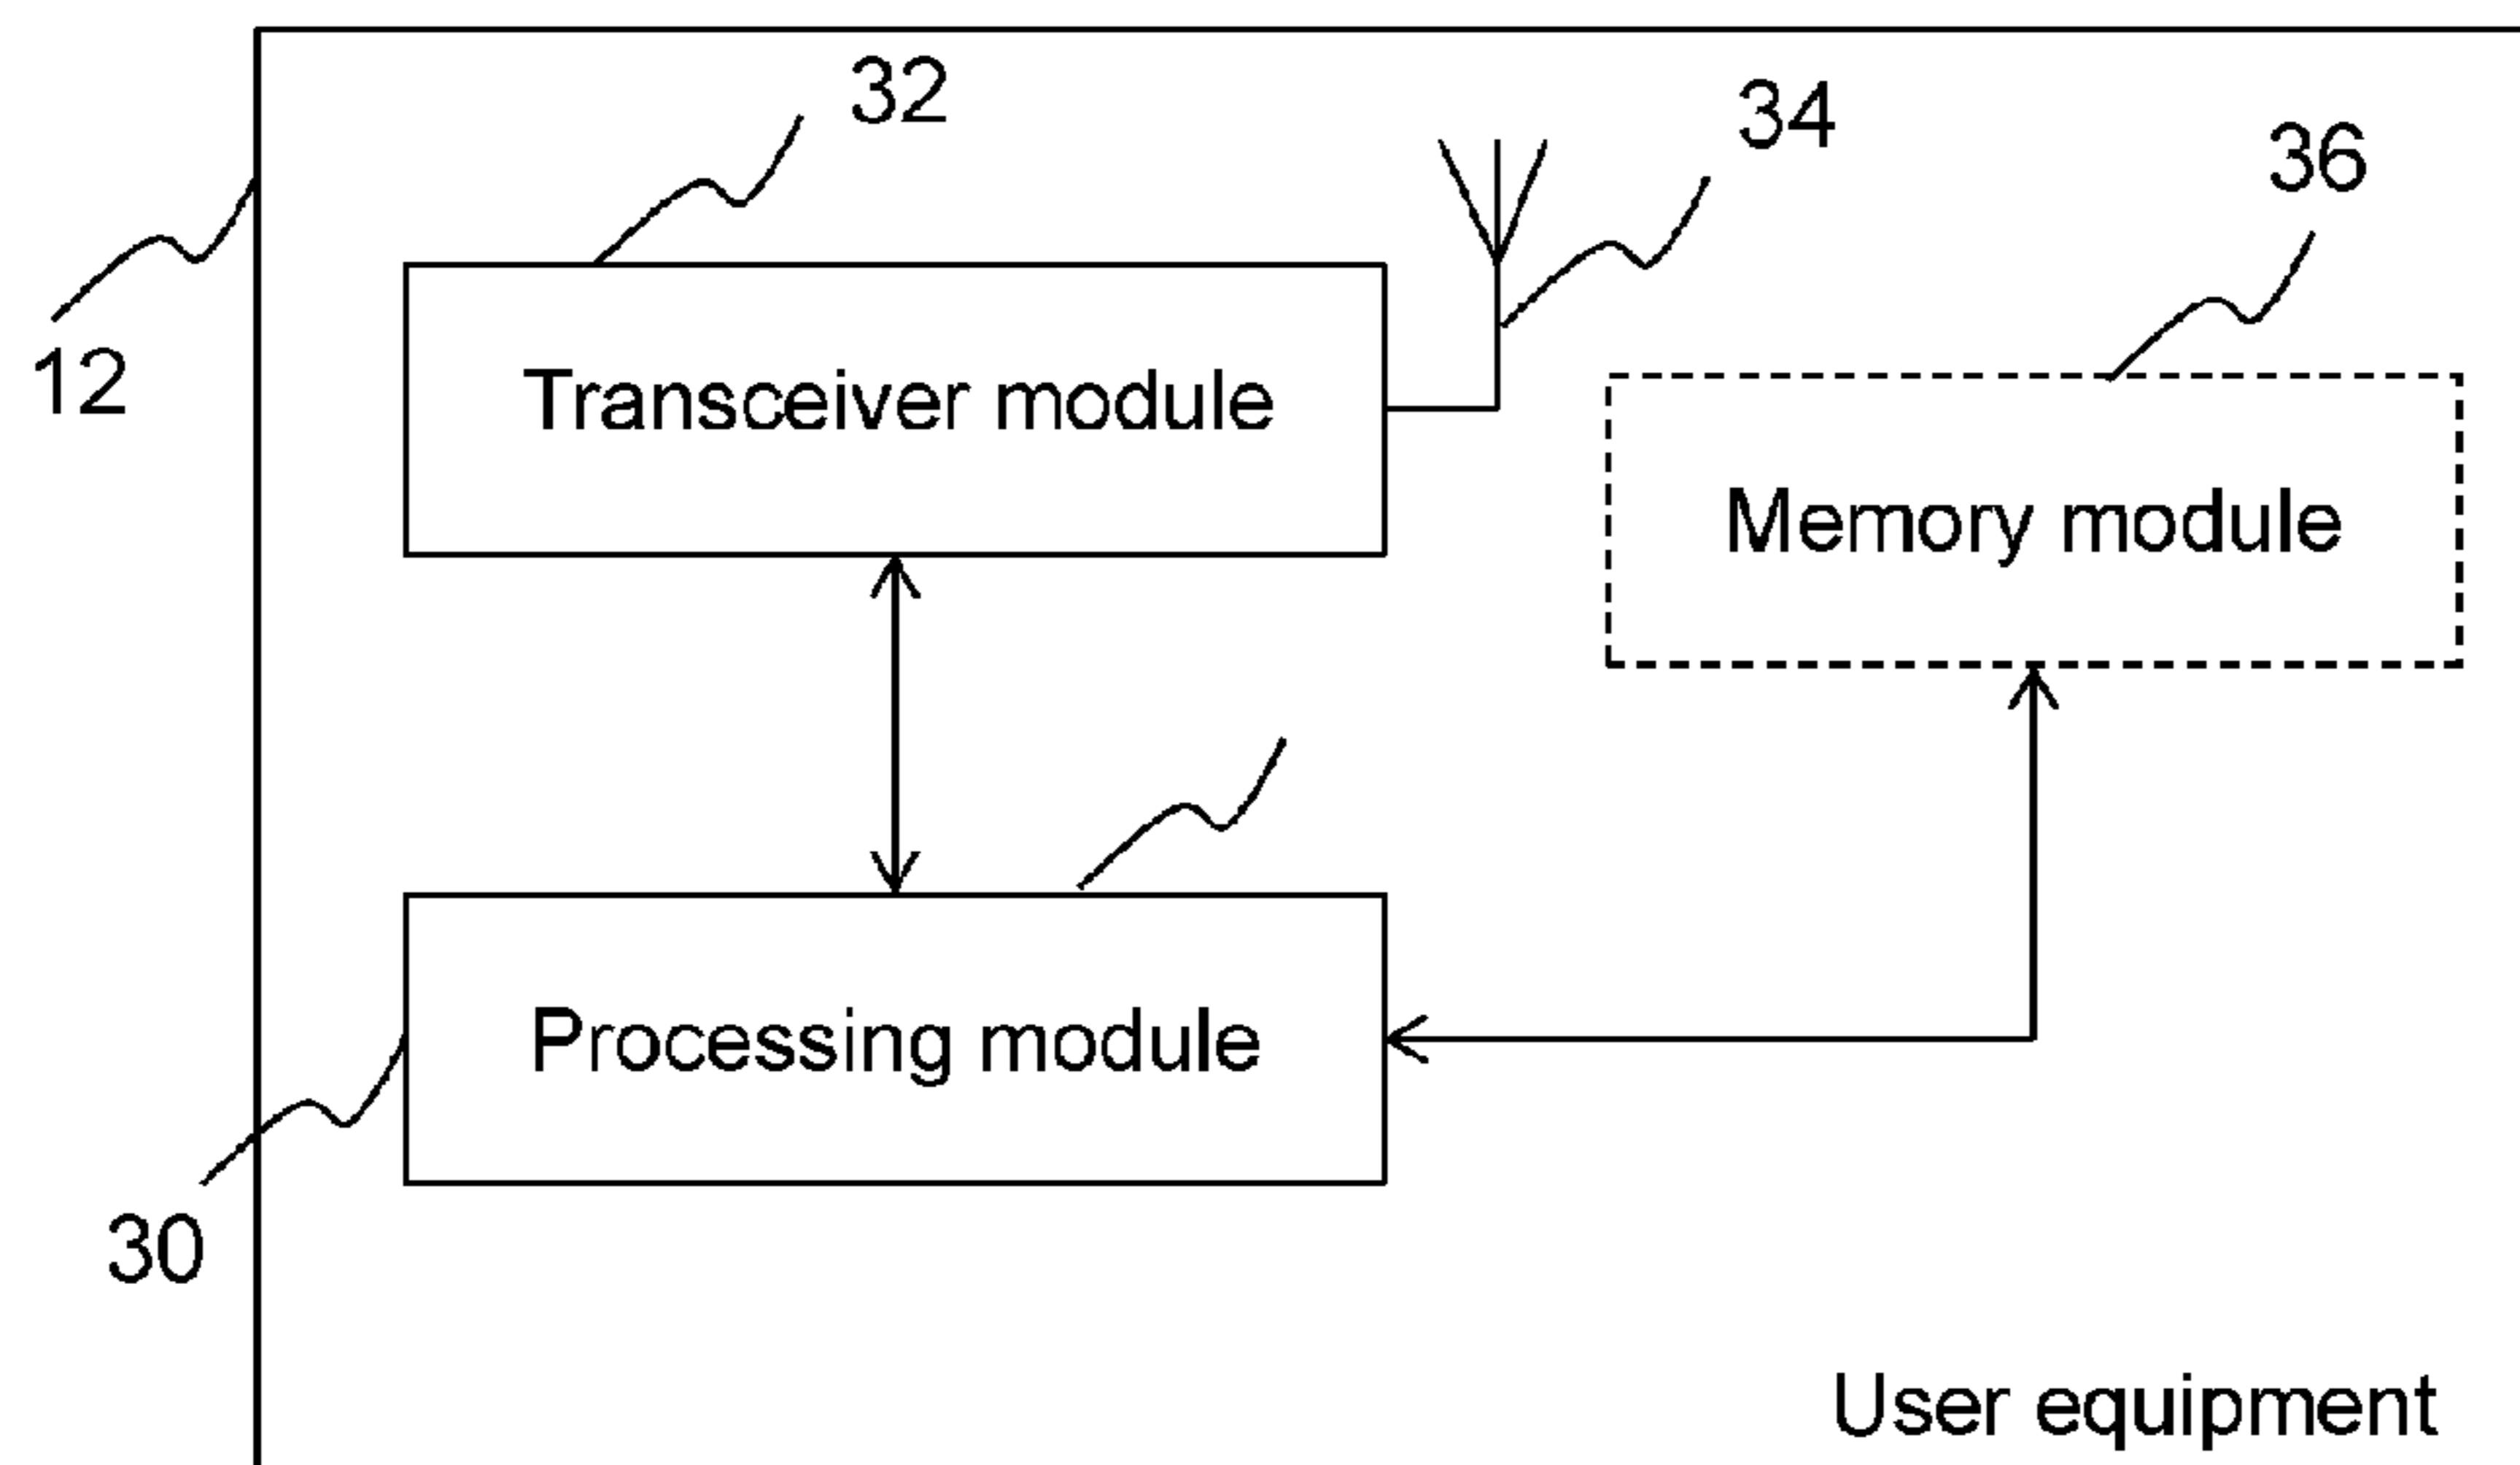 32
34
36
12
Transceiver module
Memory module
Processing module
30
User equipment